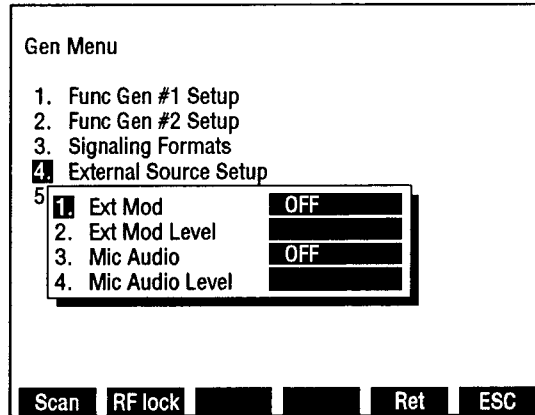 Gen Menu
1. Func Gen #1 Setup
2. Func Gen #2 Setup
3. Signaling Formats
4. External Source Setup
5
1. Ext Mod OFF
2. Ext Mod Level
3. Mic Audio OFF
4. Mic Audio Level
Scan RF lock Ret ESC